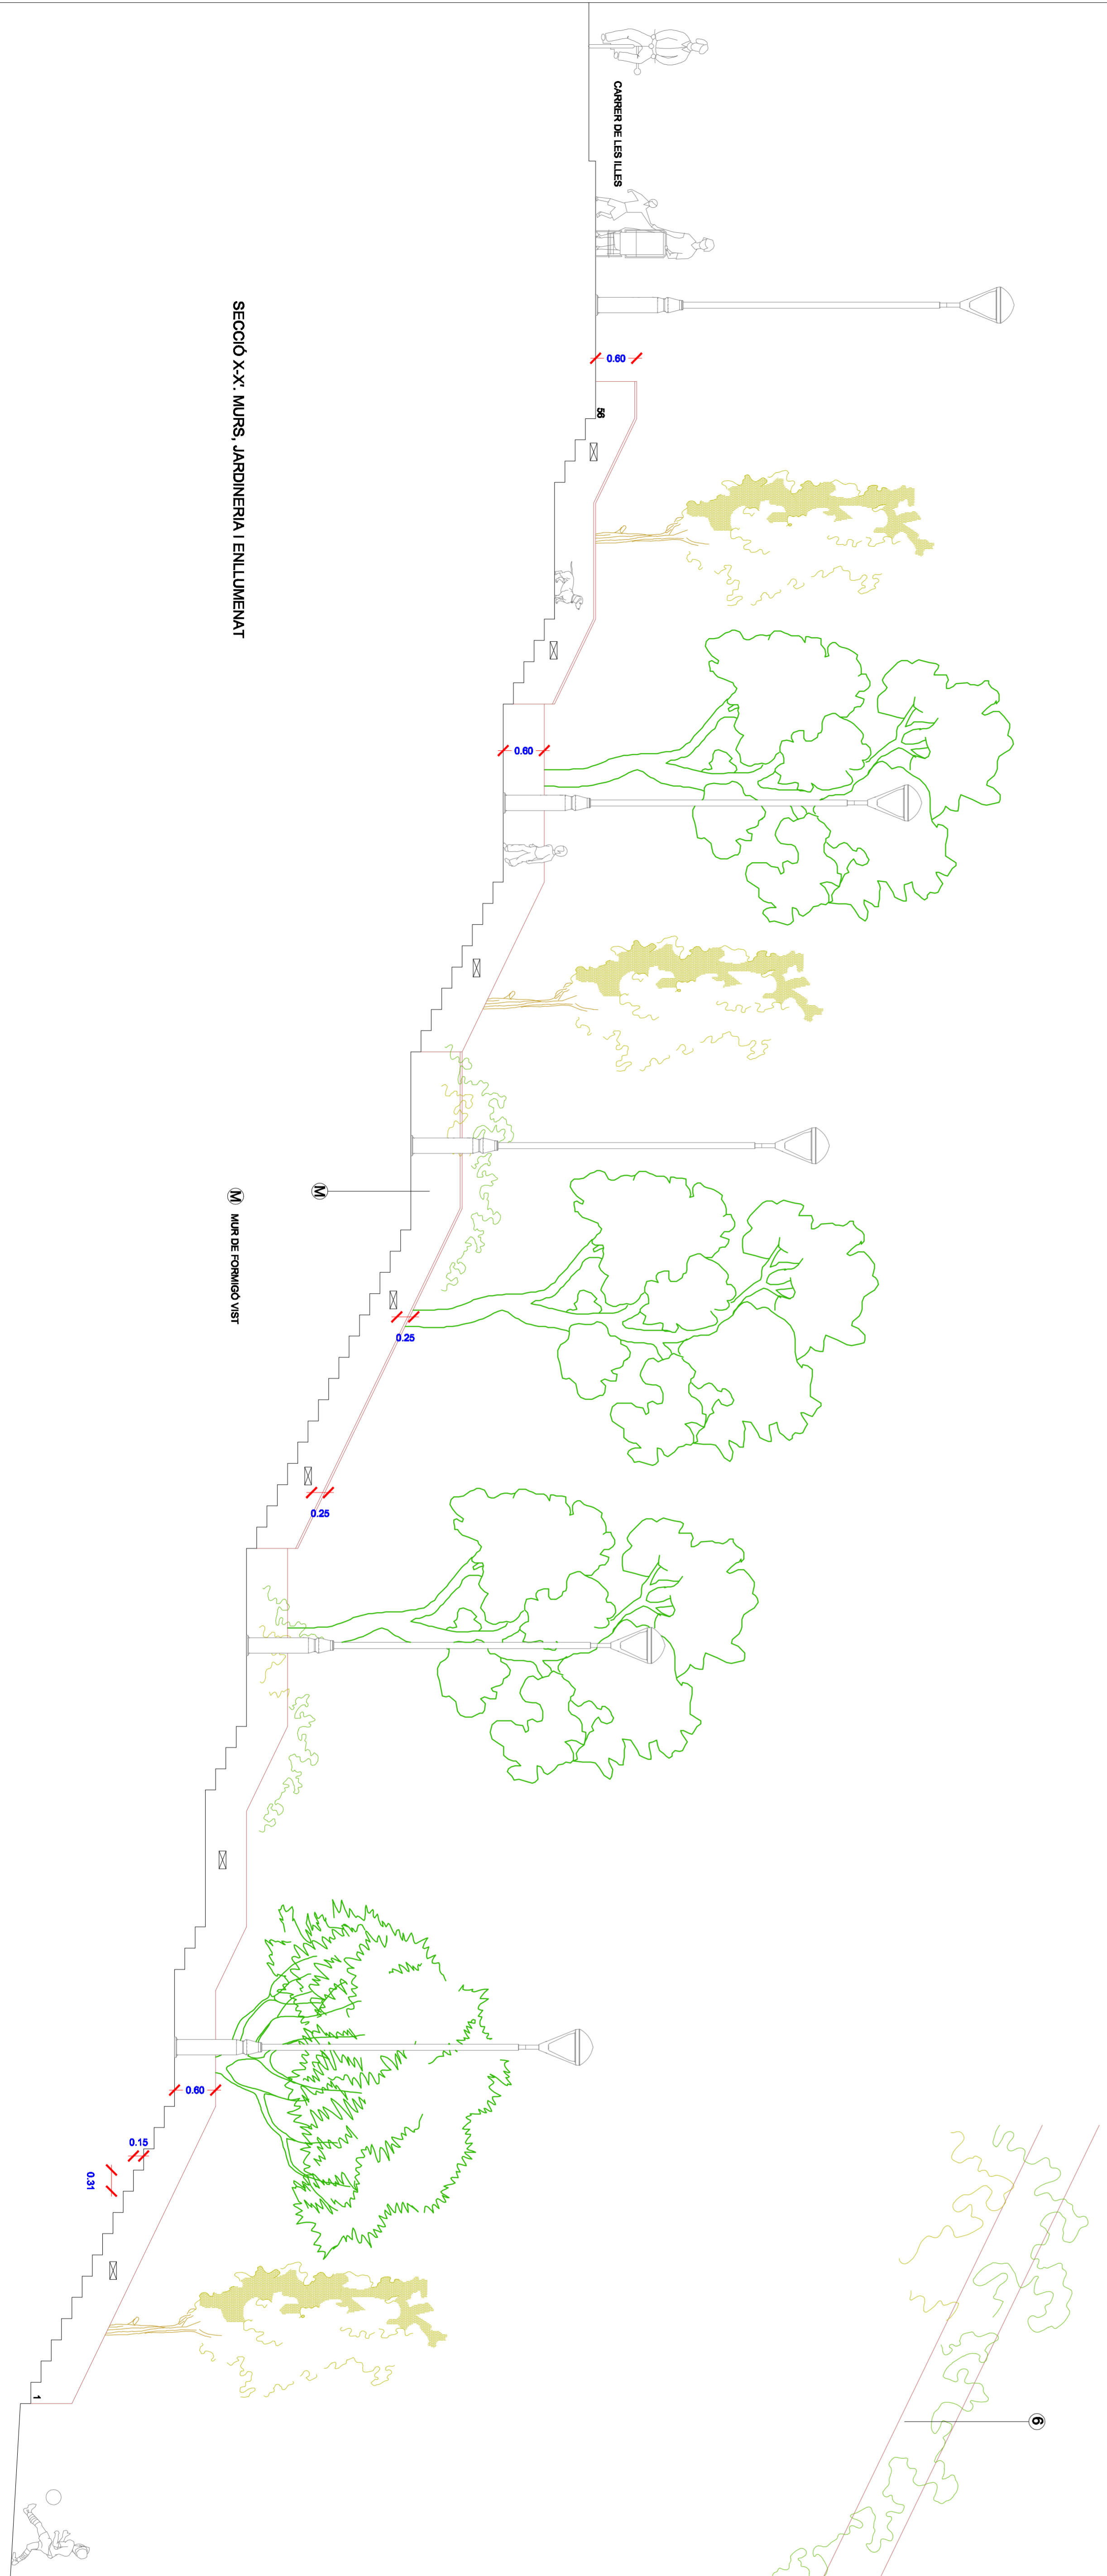 CARRER DE LES ILLES
0.60
56
0.60
0.25
0.25
0.60
0.15
0.31
1
6
M
M MUR DE FORMIGÓ VIST
SECCIÓ X-X'. MURS, JARDINERIA I ENLLUMENAT